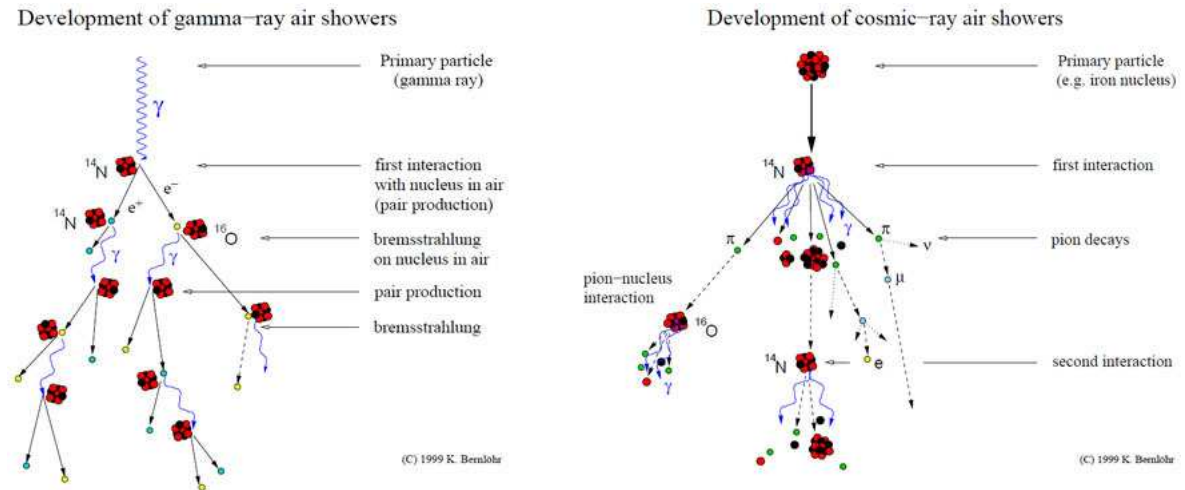 Development of gamma−ray air showers
Primary particle
(gamma ray)
γ
¹⁴N
first interaction
with nucleus in air
(pair production)
e⁻
e⁺
¹⁴N
¹⁶O
bremsstrahlung
on nucleus in air
γ
γ
pair production
bremsstrahlung
(C) 1999 K. Bernlöhr
Development of cosmic−ray air showers
Primary particle
(e.g. iron nucleus)
¹⁴N
first interaction
γ
π
π
ν
pion decays
μ
pion−nucleus
interaction
¹⁶O
γ
¹⁴N
e
second interaction
(C) 1999 K. Bernlöhr